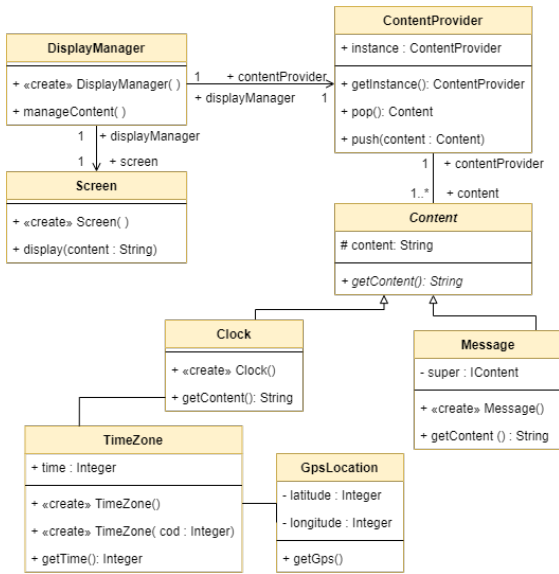 ContentProvider
+ instance : ContentProvider
+ getInstance(): ContentProvider
+ pop(): Content
+ push(content : Content)
DisplayManager
+ «create» DisplayManager( )
+ manageContent( )
1
+ contentProvider
+ displayManager
1
1
+ displayManager
1
+ screen
Screen
+ «create» Screen( )
+ display(content : String)
1
+ contentProvider
1..*
+ content
Content
# content: String
+ getContent(): String
Clock
+ «create» Clock()
+ getContent(): String
Message
- super : IContent
+ «create» Message()
+ getContent () : String
TimeZone
+ time : Integer
+ «create» TimeZone()
+ «create» TimeZone( cod : Integer)
+ getTime(): Integer
GpsLocation
- latitude : Integer
- longitude : Integer
+ getGps()